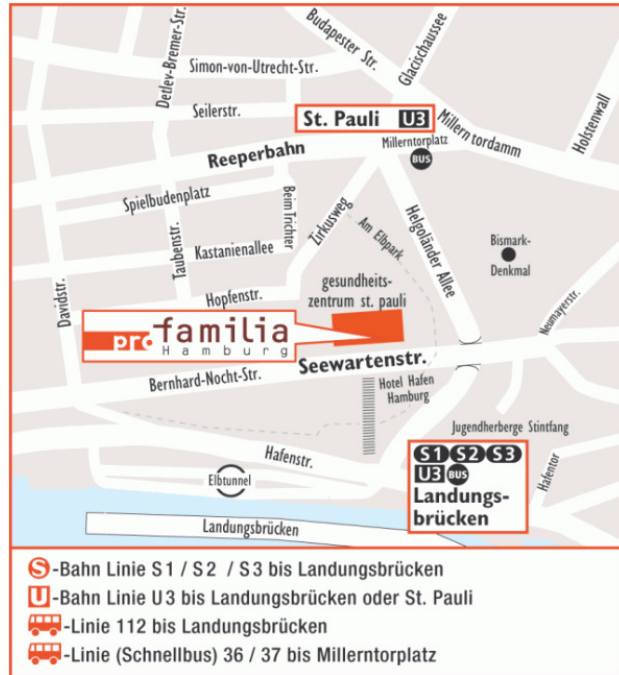 Budapester Str.
Glacischaussee
Detlev-Bremer-Str.
Simon-von-Utrecht-Str.
Seilerstr.
St. Pauli U3
Millerntordamm
Holstenwall
Millerntorplatz
BUS
Reeperbahn
Spielbudenplatz
Beim Trichter
Zirkusweg
Am Elbpark
Helgoländer Allee
Bismark-
Denkmal
Taubenstr.
Kastanienallee
Davidstr.
Hopfenstr.
gesundheits-
zentrum st. pauli
Neumayerstr.
pro familia
Hamburg
Seewartenstr.
Bernhard-Nocht-Str.
Hotel Hafen
Hamburg
Jugendherberge Stintfang
Hafenstr.
S1 S2 S3
U3 BUS
Landungs-
brücken
Hafentor
Elbtunnel
Landungsbrücken
S-Bahn Linie S1 / S2 / S3 bis Landungsbrücken
U-Bahn Linie U3 bis Landungsbrücken oder St. Pauli
-Linie 112 bis Landungsbrücken
-Linie (Schnellbus) 36 / 37 bis Millerntorplatz